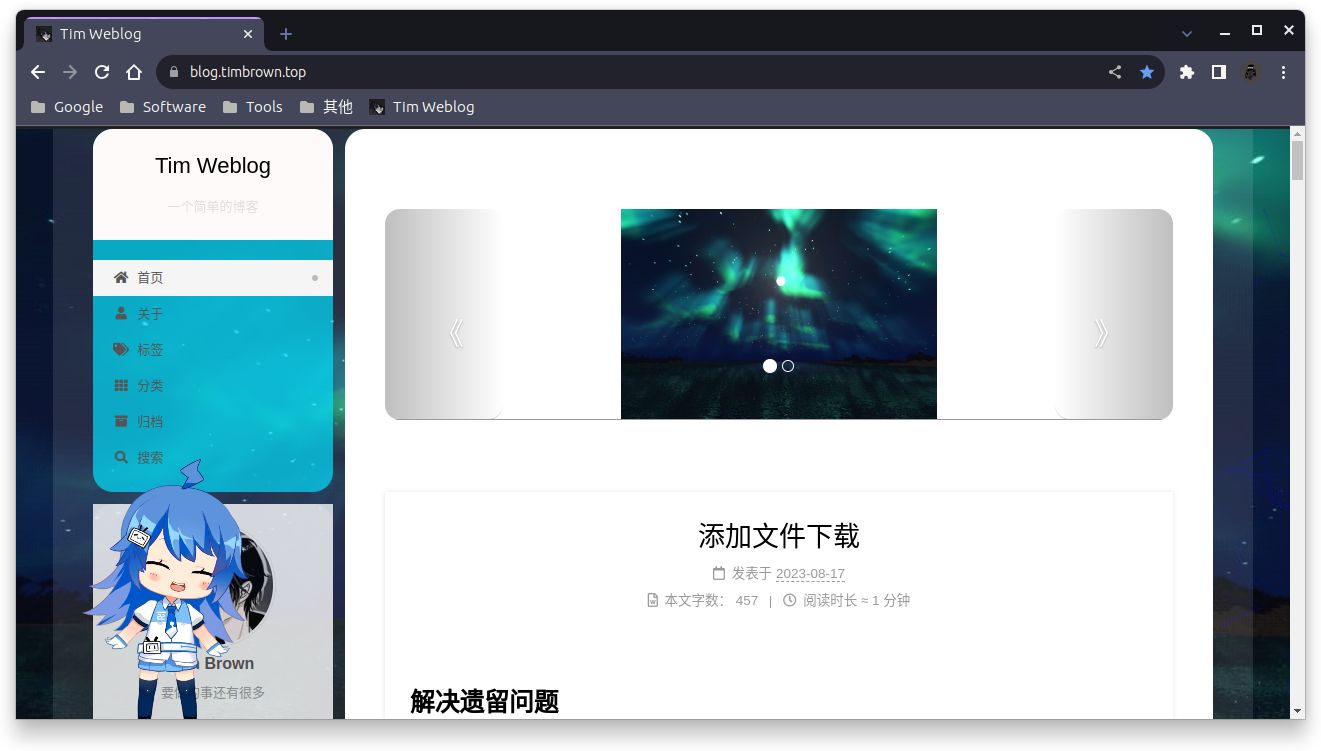 Tim Weblog
blog.timbrown.top
Google Software Tools 其他 Tim Weblog
Tim Weblog
一个简单的博客
首页
关于
标签
分类
归档
搜索
Brown
要做的事还有很多
《 》
添加文件下载
发表于 2023-08-17
本文字数： 457 | 阅读时长 ≈ 1 分钟
解决遗留问题